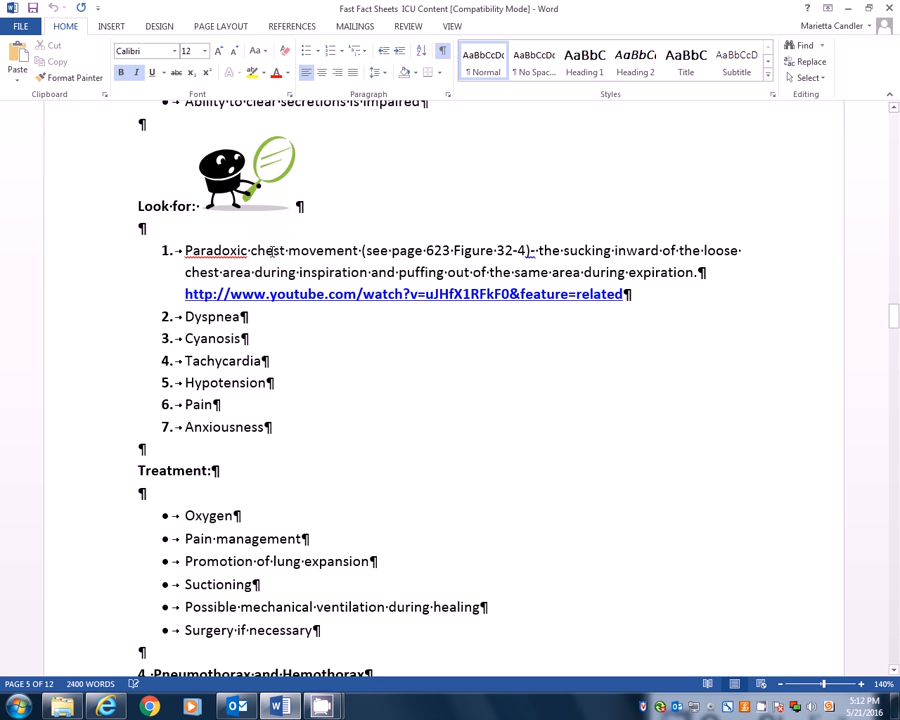 Fast Fact Sheets ICU Content [Compatibility Mode] - Word
FILE HOME INSERT DESIGN PAGE LAYOUT REFERENCES MAILINGS REVIEW VIEW Marietta Candler
Paste Cut Copy Format Painter
Calibri 12
AaBbCcDc AaBbCcDc AaBbC AaBbCc AaBbC AaBbCcD
¶ Normal ¶ No Spac... Heading 1 Heading 2 Title Subtitle
Find Replace Select
Clipboard Font Paragraph Styles Editing
• Ability to clear secretions is impaired¶
¶
Look for: ¶
¶
1. Paradoxic chest movement (see page 623 Figure 32-4)- the sucking inward of the loose
chest area during inspiration and puffing out of the same area during expiration.¶
http://www.youtube.com/watch?v=uJHfX1RFkF0&feature=related¶
2. Dyspnea¶
3. Cyanosis¶
4. Tachycardia¶
5. Hypotension¶
6. Pain¶
7. Anxiousness¶
¶
Treatment:¶
¶
• Oxygen¶
• Pain management¶
• Promotion of lung expansion¶
• Suctioning¶
• Possible mechanical ventilation during healing¶
• Surgery if necessary¶
¶
4. Pneumothorax and Hemothorax¶
PAGE 5 OF 12 2400 WORDS 140%
5:12 PM
5/21/2016